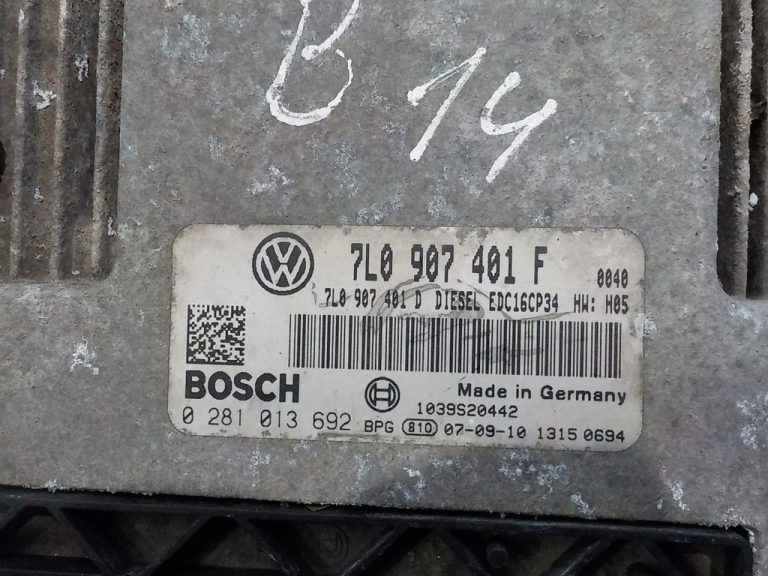 B 14
7L0 907 401 F 0040
7L0 907 401 D DIESEL EDC16CP34 HW: H05
BOSCH
Made in Germany
1039S20442
0 281 013 692 BPG 810 07-09-10 1315 0694